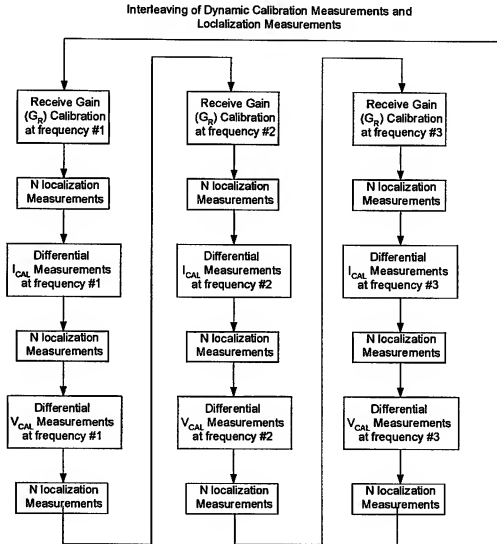 Interleaving of Dynamic Calibration Measurements and
Loclalization Measurements
Receive Gain
(GR) Calibration
at frequency #1
N localization
Measurements
Differential
ICAL Measurements
at frequency #1
N localization
Measurements
Differential
VCAL Measurements
at frequency #1
N localization
Measurements
Receive Gain
(GR) Calibration
at frequency #2
N localization
Measurements
Differential
ICAL Measurements
at frequency #2
N localization
Measurements
Differential
VCAL Measurements
at frequency #2
N localization
Measurements
Receive Gain
(GR) Calibration
at frequency #3
N localization
Measurements
Differential
ICAL Measurements
at frequency #3
N localization
Measurements
Differential
VCAL Measurements
at frequency #3
N localization
Measurements